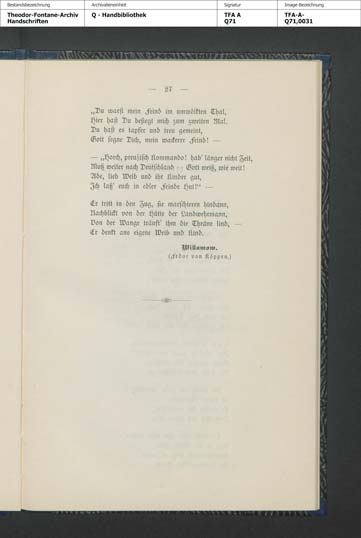 Bestandsbezeichnung
Archivalieneinheit
Signatur
Image Bezeichnung
Theodor-Fontane-Archiv
Handschriften
Q - Handbibliothek
TFA A
Q71
TFA-A-
Q71,0031
— 27 —
„Du warst mein Feind im umwölkten Thal,
Hier hast Du besiegt mich zum zweiten Mal.
Du hast es tapfer und treu gemeint,
Gott segne Dich, mein wackerer Feind! —
— „Horch, preußisch Kommando! hab' länger nicht Zeit,
Muß weiter nach Deutschland — Gott weiß, wie weit!
Ade, lieb Weib und ihr Kinder gut,
Ich laß' euch in edler Feinde Hut!“ —
Er tritt in den Zug, sie marschieren hindann,
Nachblickt von der Hütte der Landwehrmann,
Von der Wange träuft' ihm die Thräne lind, —
Er denkt ans eigene Weib und Kind.
Willamow.
(Fedor von Köppen.)